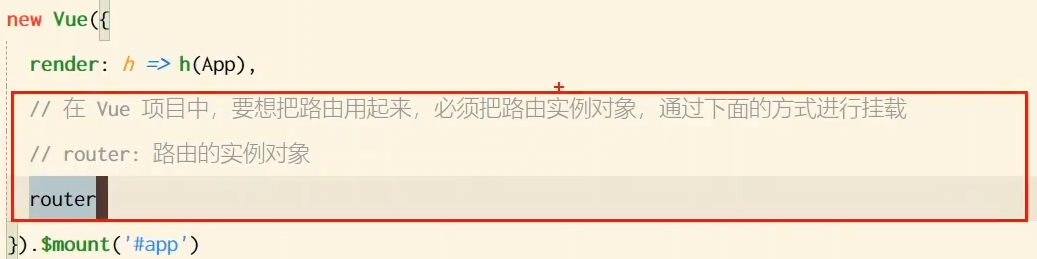 new Vue({
render: h => h(App),
// 在 Vue 项目中，要想把路由用起来，必须把路由实例对象，通过下面的方式进行挂载
// router: 路由的实例对象
router
}).$mount('#app')